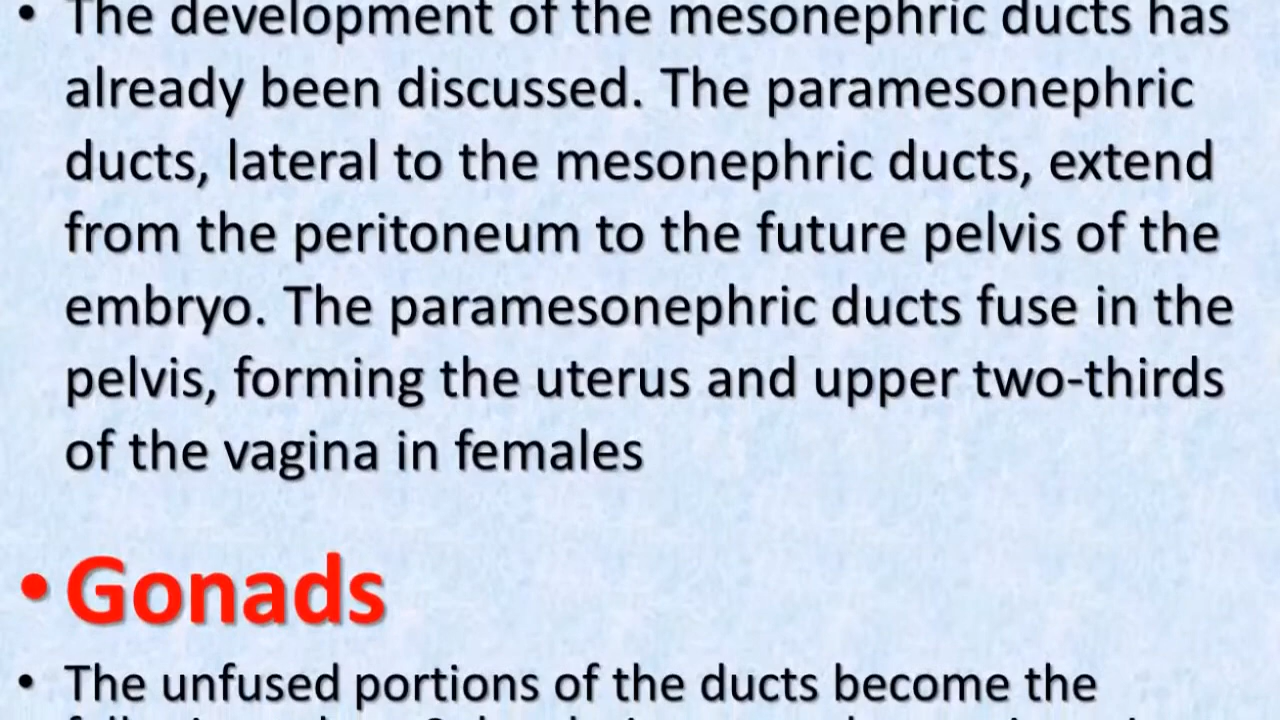 • The development of the mesonephric ducts has
already been discussed. The paramesonephric
ducts, lateral to the mesonephric ducts, extend
from the peritoneum to the future pelvis of the
embryo. The paramesonephric ducts fuse in the
pelvis, forming the uterus and upper two-thirds
of the vagina in females
• Gonads
• The unfused portions of the ducts become the